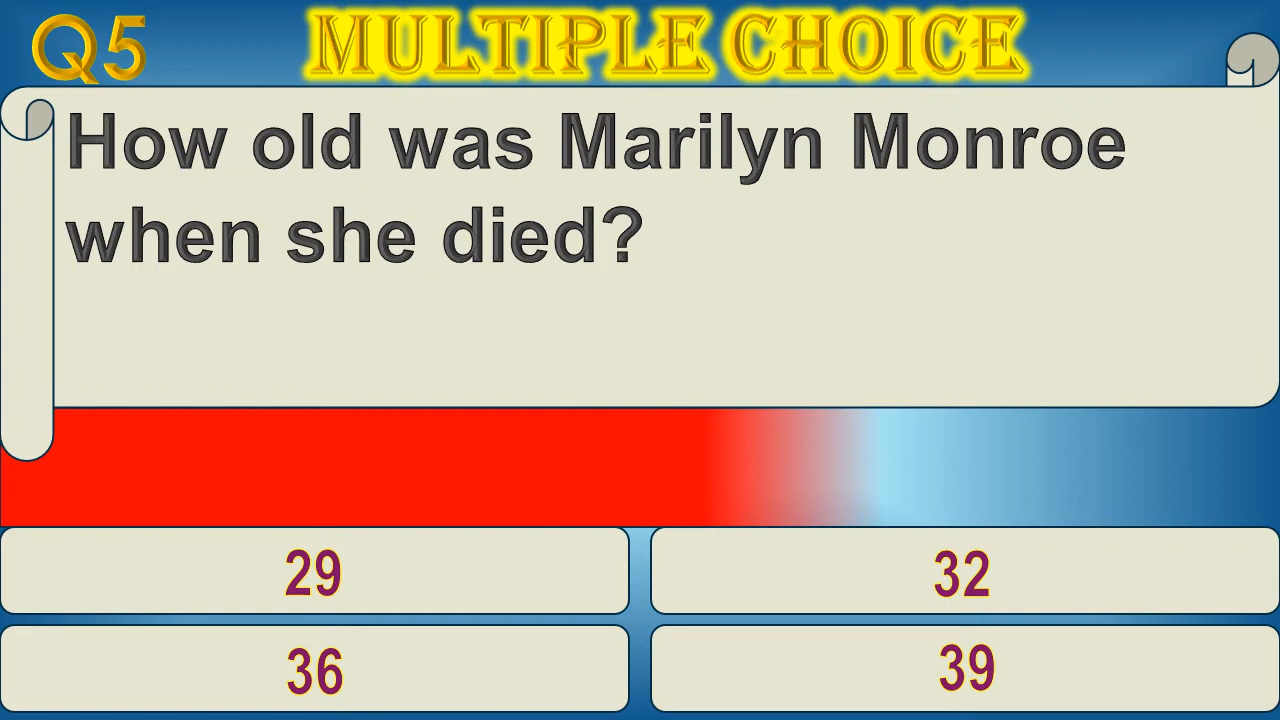 Q5
MULTIPLE CHOICE
How old was Marilyn Monroe
when she died?
29
32
36
39